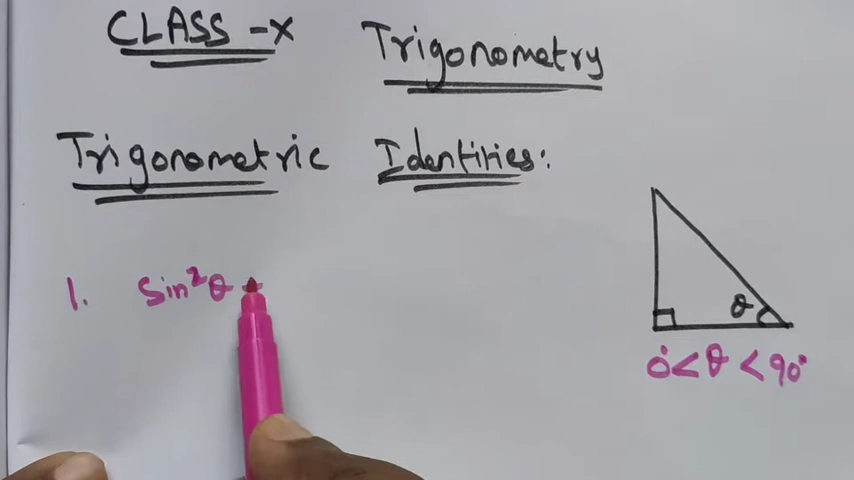 CLASS -X
Trigonometry
Trigonometric Identities:
1. Sin²θ
θ
0°<θ<90°